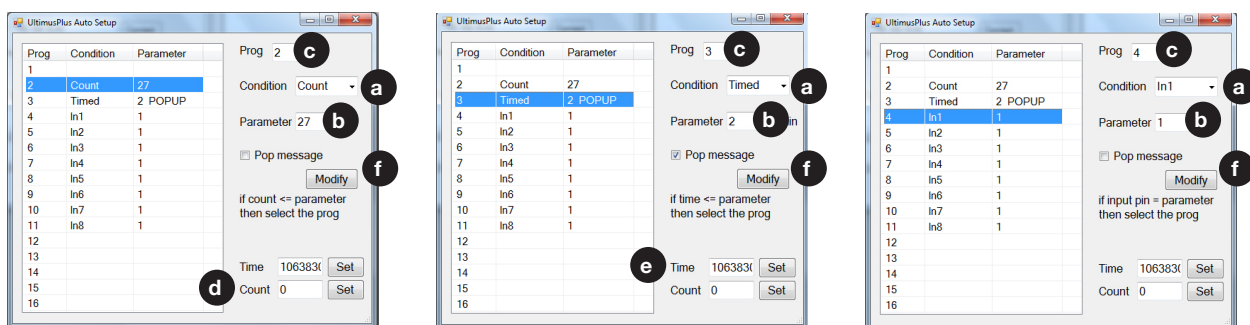 UltimusPlus Auto Setup
Prog Condition Parameter
1
2 Count 27
3 Timed 2 POPUP
4 In1 1
5 In2 1
6 In3 1
7 In4 1
8 In5 1
9 In6 1
10 In7 1
11 In8 1
12
13
14
15
16
Prog 2 c
Condition Count a
Parameter 27 b
Pop message
f
Modify
if count <= parameter
then select the prog
Time 1063830 Set
d Count 0 Set
UltimusPlus Auto Setup
Prog Condition Parameter
1
2 Count 27
3 Timed 2 POPUP
4 In1 1
5 In2 1
6 In3 1
7 In4 1
8 In5 1
9 In6 1
10 In7 1
11 In8 1
12
13
14
15
16
Prog 3 c
Condition Timed a
Parameter 2 b in
Pop message
f
Modify
if time <= parameter
then select the prog
e Time 1063830 Set
Count 0 Set
UltimusPlus Auto Setup
Prog Condition Parameter
1
2 Count 27
3 Timed 2 POPUP
4 In1 1
5 In2 1
6 In3 1
7 In4 1
8 In5 1
9 In6 1
10 In7 1
11 In8 1
12
13
14
15
16
Prog 4 c
Condition In1 a
Parameter 1 b
Pop message
f
Modify
if input pin = parameter
then select the prog
Time 1063830 Set
Count 0 Set